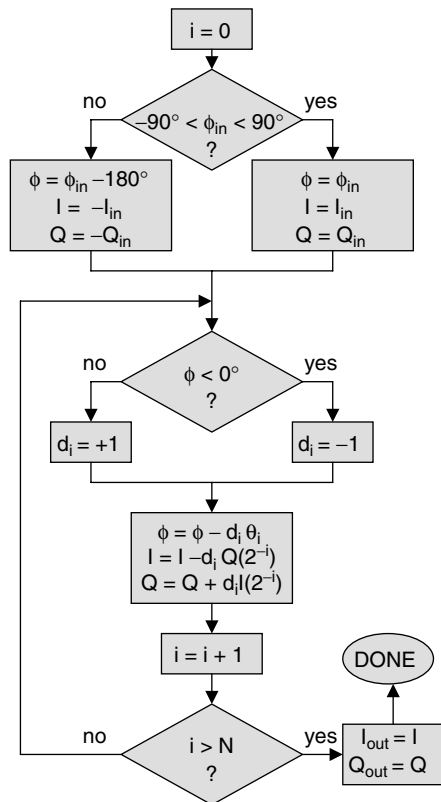 i = 0
no
yes
−90° < ϕin < 90°
?
ϕ = ϕin −180°
I = −Iin
Q = −Qin
ϕ = ϕin
I = Iin
Q = Qin
no
yes
ϕ < 0°
?
di = +1
di = −1
ϕ = ϕ − di θi
I = I −di Q(2−i)
Q = Q + diI(2−i)
i = i + 1
DONE
no
yes
i > N
?
Iout = I
Qout = Q